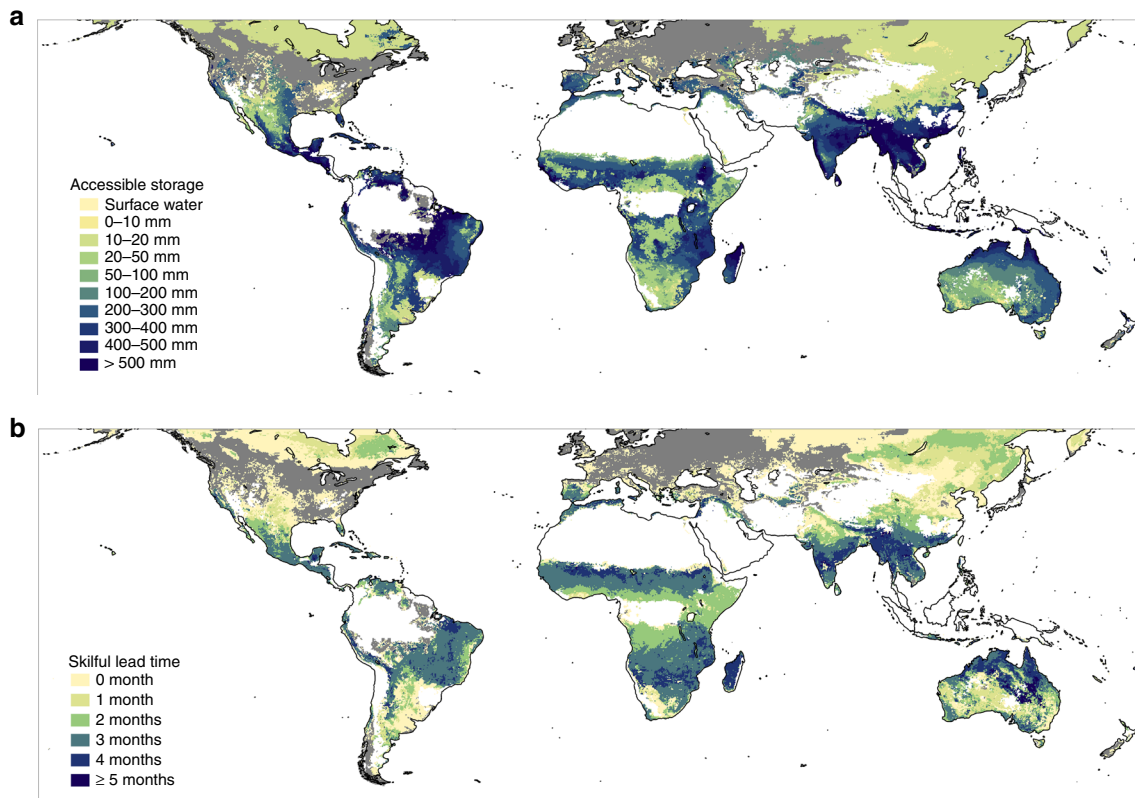 a
Accessible storage
Surface water
0–10 mm
10–20 mm
20–50 mm
50–100 mm
100–200 mm
200–300 mm
300–400 mm
400–500 mm
> 500 mm
b
Skilful lead time
0 month
1 month
2 months
3 months
4 months
≥ 5 months